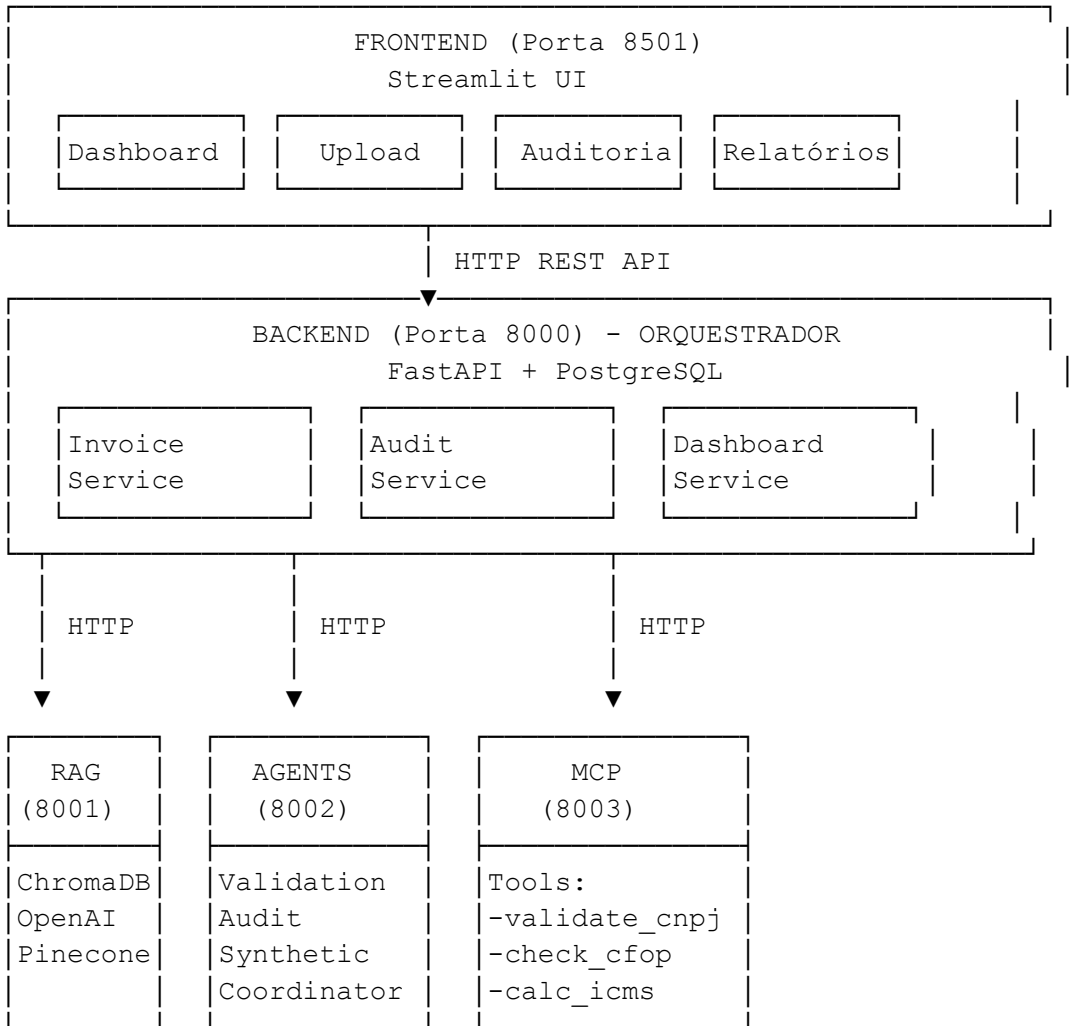 FRONTEND (Porta 8501)
Streamlit UI
Dashboard Upload Auditoria Relatórios
HTTP REST API
BACKEND (Porta 8000) - ORQUESTRADOR
FastAPI + PostgreSQL
Invoice Audit Dashboard
Service Service Service
HTTP HTTP HTTP
RAG AGENTS MCP
(8001) (8002) (8003)
ChromaDB Validation Tools:
OpenAI Audit -validate_cnpj
Pinecone Synthetic -check_cfop
Coordinator -calc_icms